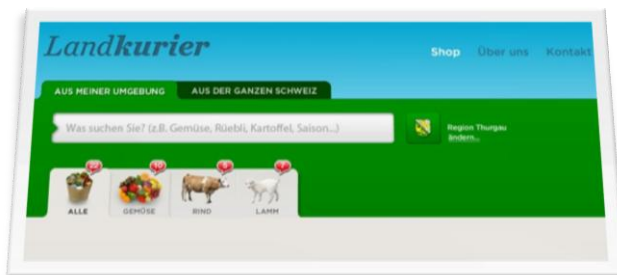 Landkurier
Shop Über uns Kontakt
AUS MEINER UMGEBUNG AUS DER GANZEN SCHWEIZ
Was suchen Sie? (z.B. Gemüse, Rüebli, Kartoffel, Saison...)
Region Thurgau
ändern...
ALLE GEMÜSE RIND LAMM